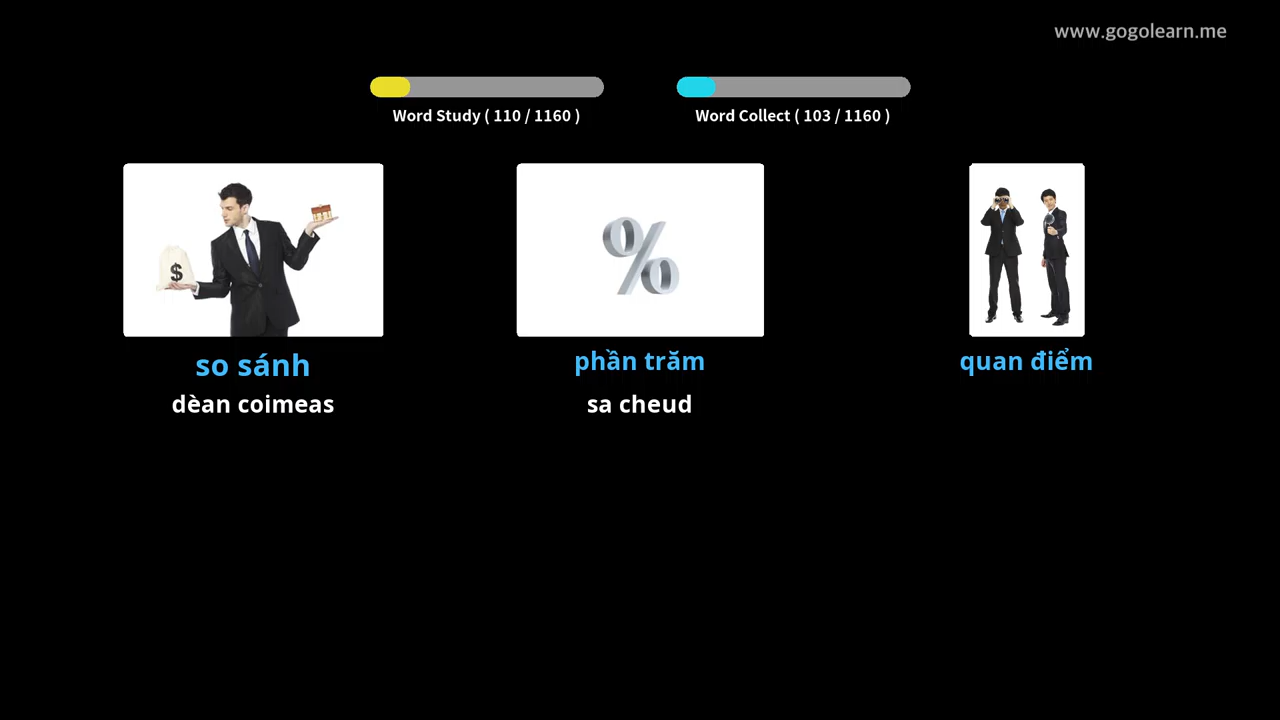 www.gogolearn.me
Word Study ( 110 / 1160 )
Word Collect ( 103 / 1160 )
$
%
so sánh
phần trăm
quan điểm
dèan coimeas
sa cheud